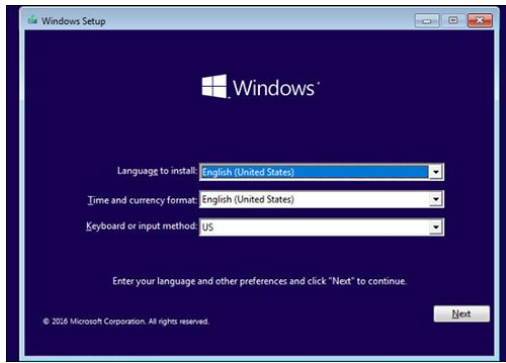 Windows Setup
Windows
Language to install: English (United States)
Time and currency format: English (United States)
Keyboard or input method: US
Enter your language and other preferences and click "Next" to continue.
Next
© 2016 Microsoft Corporation. All rights reserved.